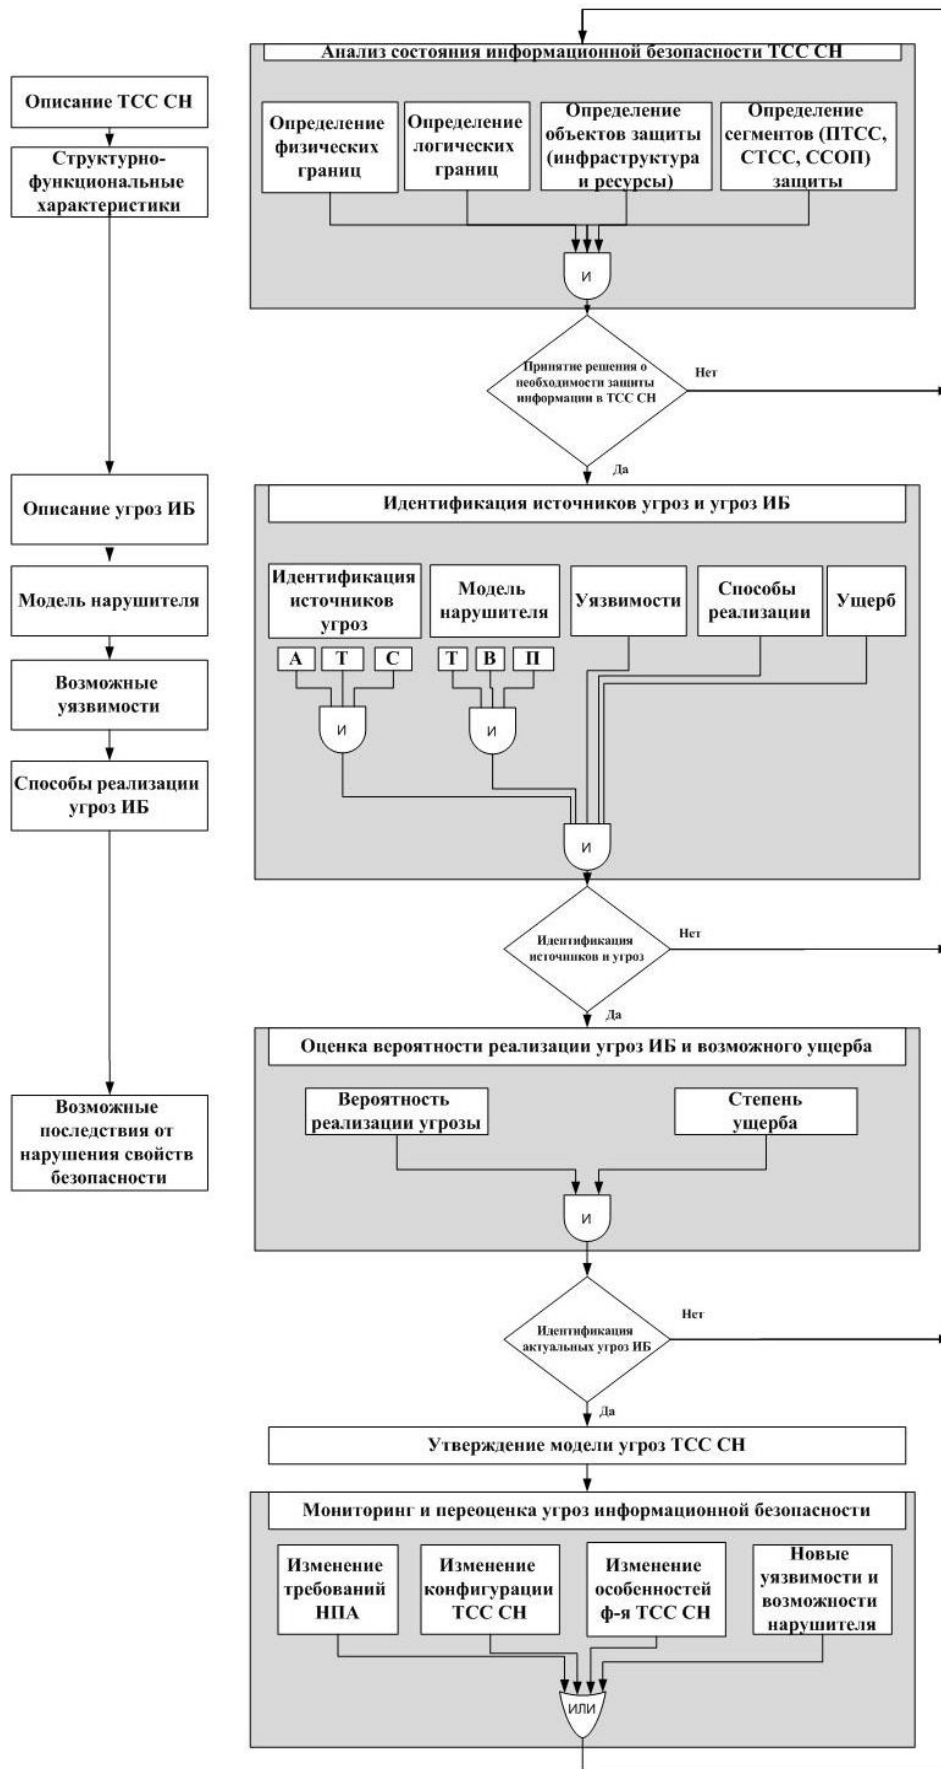 Описание ТСС СН
Структурно-
функциональные
характеристики
Описание угроз ИБ
Модель нарушителя
Возможные
уязвимости
Способы реализации
угроз ИБ
Возможные
последствия от
нарушения свойств
безопасности
Анализ состояния информационной безопасности ТСС СН
Определение
физических
границ
Определение
логических
границ
Определение
объектов защиты
(инфраструктура
и ресурсы)
Определение
сегментов (ПТСС,
СТСС, ССОП)
защиты
И
Принятие решения о
необходимости защиты
информации в ТСС СН
Нет
Да
Идентификация источников угроз и угроз ИБ
Идентификация
источников
угроз
Модель
нарушителя
Уязвимости
Способы
реализации
Ущерб
А
Т
С
Т
В
П
И
И
И
Идентификация
источников и угроз
Нет
Да
Оценка вероятности реализации угроз ИБ и возможного ущерба
Вероятность
реализации угрозы
Степень
ущерба
И
Идентификация
актуальных угроз ИБ
Нет
Да
Утверждение модели угроз ТСС СН
Мониторинг и переоценка угроз информационной безопасности
Изменение
требований
НПА
Изменение
конфигурации
ТСС СН
Изменение
особенностей
ф-я ТСС СН
Новые
уязвимости и
возможности
нарушителя
ИЛИ